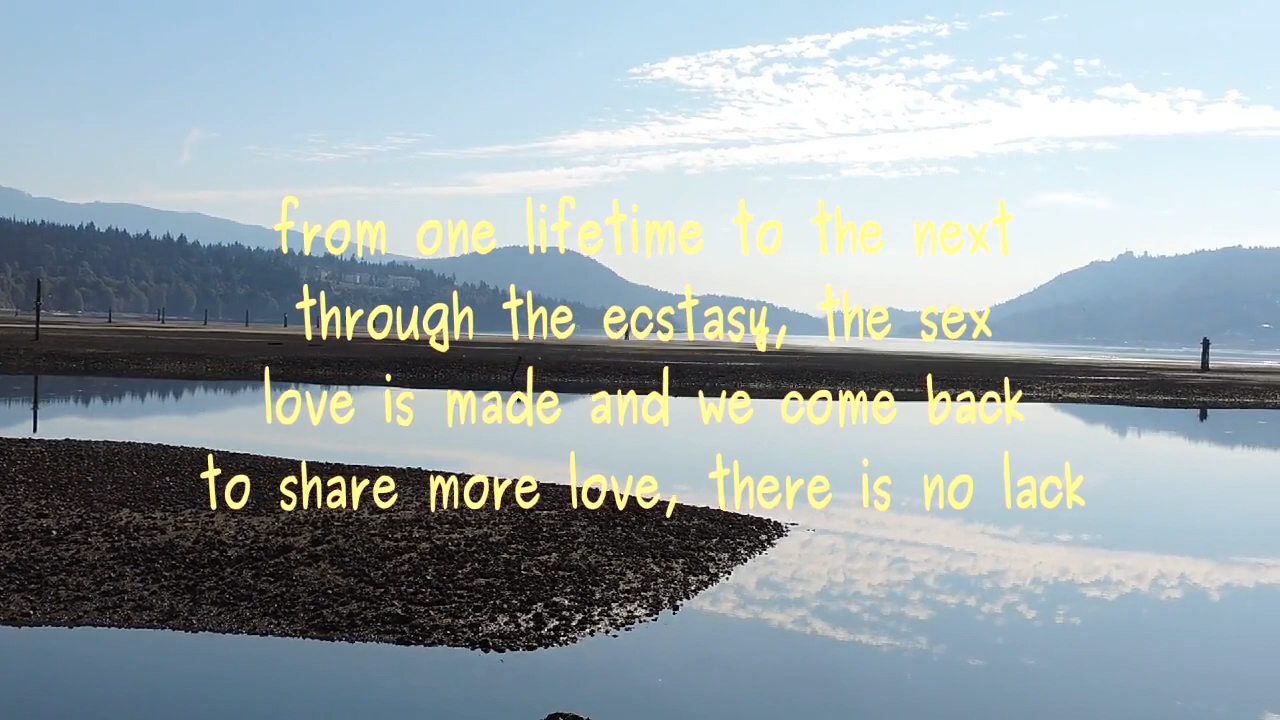 from one lifetime to the next
through the ecstasy, the sex
love is made and we come back
to share more love, there is no lack